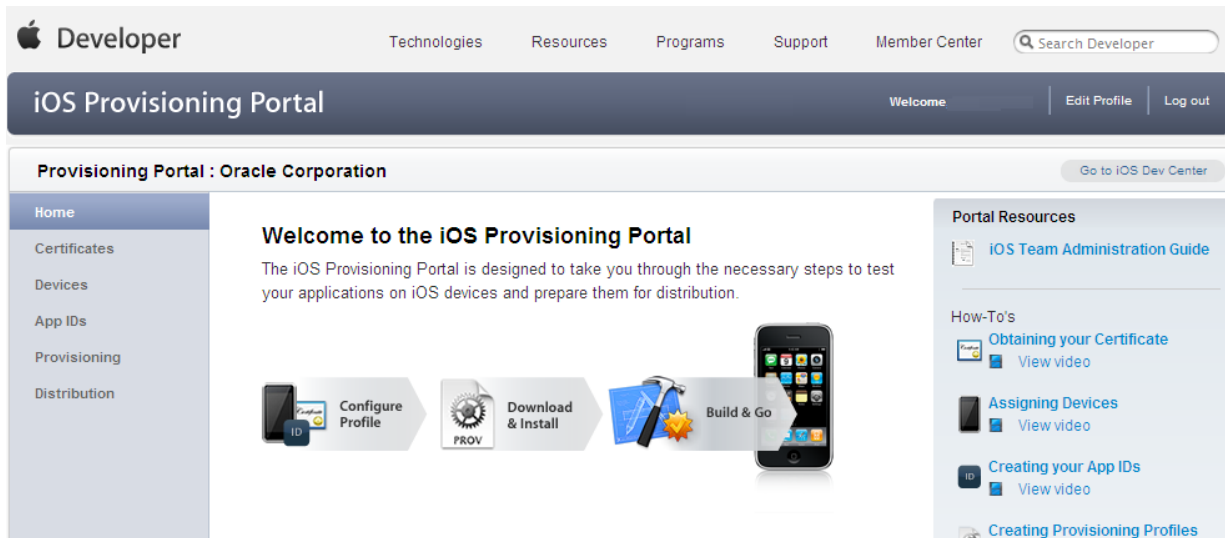 Developer
Technologies Resources Programs Support Member Center Search Developer
iOS Provisioning Portal
Welcome Edit Profile Log out
Provisioning Portal : Oracle Corporation
Go to iOS Dev Center
Home
Certificates
Devices
App IDs
Provisioning
Distribution
Welcome to the iOS Provisioning Portal
The iOS Provisioning Portal is designed to take you through the necessary steps to test
your applications on iOS devices and prepare them for distribution.
ID
Configure
Profile
PROV
Download
& Install
Build & Go
Portal Resources
iOS Team Administration Guide
How-To's
Obtaining your Certificate
View video
Assigning Devices
View video
ID
Creating your App IDs
View video
Creating Provisioning Profiles